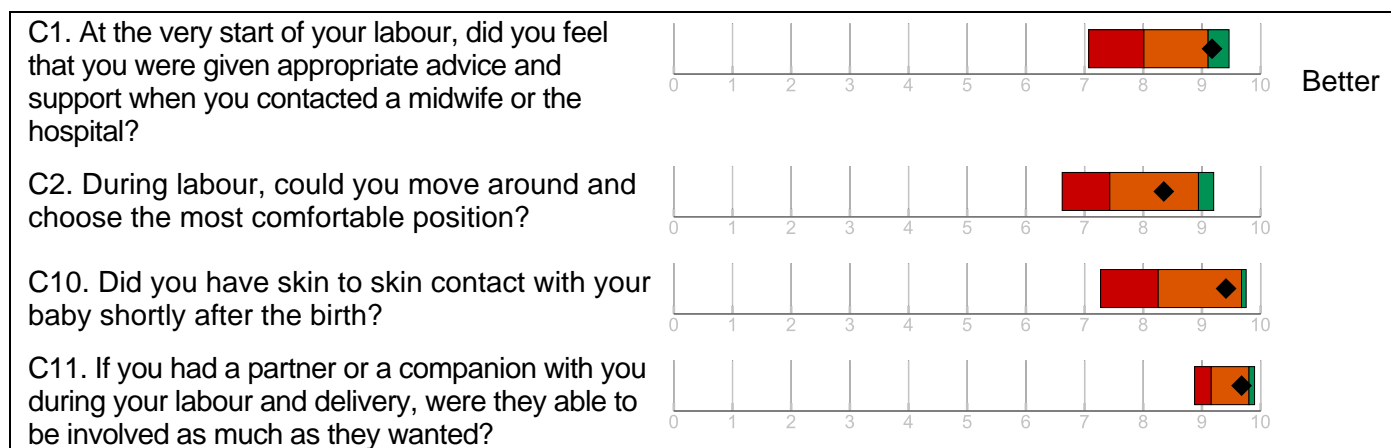 C1. At the very start of your labour, did you feel
that you were given appropriate advice and
support when you contacted a midwife or the
hospital?
0 1 2 3 4 5 6 7 8 9 10
Better
C2. During labour, could you move around and
choose the most comfortable position?
0 1 2 3 4 5 6 7 8 9 10
C10. Did you have skin to skin contact with your
baby shortly after the birth?
0 1 2 3 4 5 6 7 8 9 10
C11. If you had a partner or a companion with you
during your labour and delivery, were they able to
be involved as much as they wanted?
0 1 2 3 4 5 6 7 8 9 10